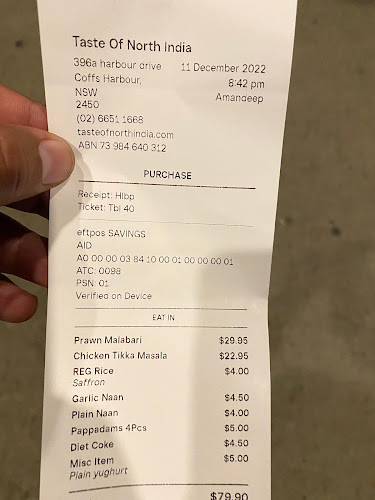 Taste Of North India
396a harbour drive 11 December 2022
Coffs Harbour, 8:42 pm
NSW Amandeep
2450
(02) 6651 1668
tasteofnorthindia.com
ABN 73 984 640 312
PURCHASE
Receipt: Hlbp
Ticket: Tbl 40
eftpos SAVINGS
AID
A0 00 00 03 84 10 00 01 00 00 00 01
ATC: 0098
PSN: 01
Verified on Device
EAT IN
Prawn Malabari $29.95
Chicken Tikka Masala $22.95
REG Rice $4.00
Saffron
Garlic Naan $4.50
Plain Naan $4.00
Pappadams 4Pcs $5.00
Diet Coke $4.50
Misc Item $5.00
Plain yughurt
$79.90